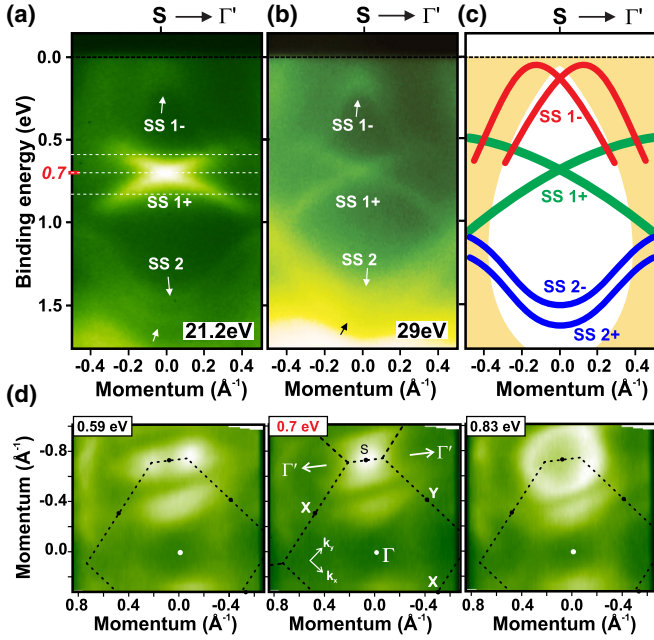 (a)
S → Γ'
(b)
S → Γ'
(c)
S → Γ'
Binding energy (eV)
0.0
0.5
0.7
1.0
1.5
SS 1-
SS 1+
SS 2
21.2eV
SS 1-
SS 1+
SS 2
29eV
SS 1-
SS 1+
SS 2-
SS 2+
-0.4 -0.2 0.0 0.2 0.4
-0.4 -0.2 0.0 0.2 0.4
-0.4 -0.2 0.0 0.2 0.4
Momentum (Å⁻¹)
Momentum (Å⁻¹)
Momentum (Å⁻¹)
(d)
Momentum (Å⁻¹)
-0.8
-0.4
0.0
0.59 eV
0.7 eV
S
Γ'
Γ'
X
Y
k_y
k_x
Γ
X
0.83 eV
0.8 0.4 0.0 -0.4
0.8 0.4 0.0 -0.4
0.8 0.4 0.0 -0.4
Momentum (Å⁻¹)
Momentum (Å⁻¹)
Momentum (Å⁻¹)